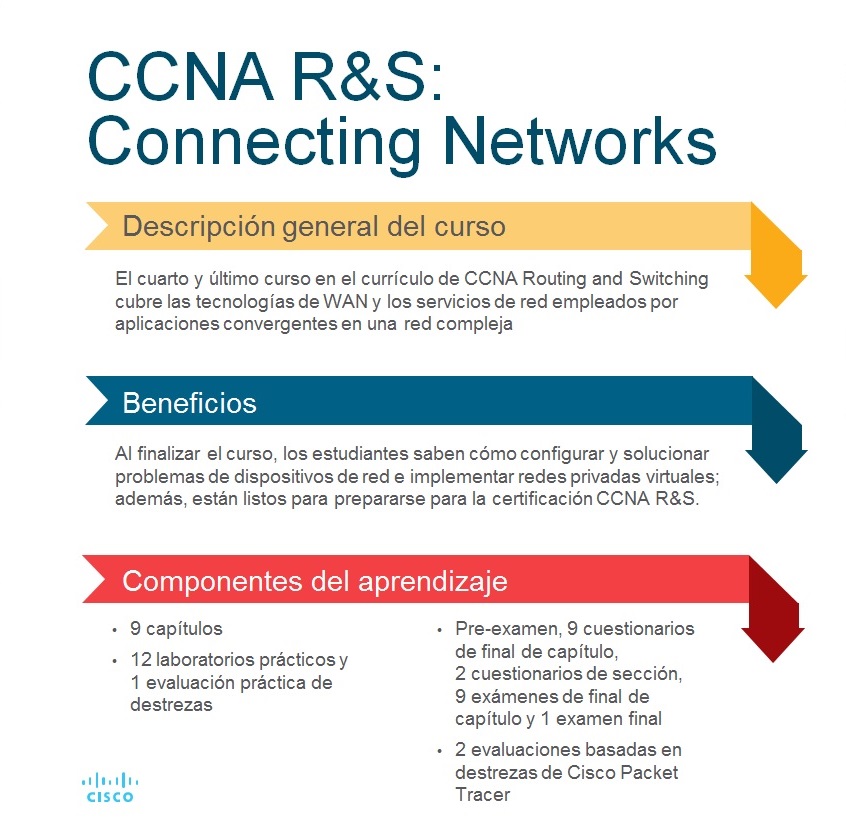 CCNA R&S:
Connecting Networks
Descripción general del curso
El cuarto y último curso en el currículo de CCNA Routing and Switching
cubre las tecnologías de WAN y los servicios de red empleados por
aplicaciones convergentes en una red compleja
Beneficios
Al finalizar el curso, los estudiantes saben cómo configurar y solucionar
problemas de dispositivos de red e implementar redes privadas virtuales;
además, están listos para prepararse para la certificación CCNA R&S.
Componentes del aprendizaje
• 9 capítulos
• 12 laboratorios prácticos y
1 evaluación práctica de
destrezas
• Pre-examen, 9 cuestionarios
de final de capítulo,
2 cuestionarios de sección,
9 exámenes de final de
capítulo y 1 examen final
• 2 evaluaciones basadas en
destrezas de Cisco Packet
Tracer
CISCO